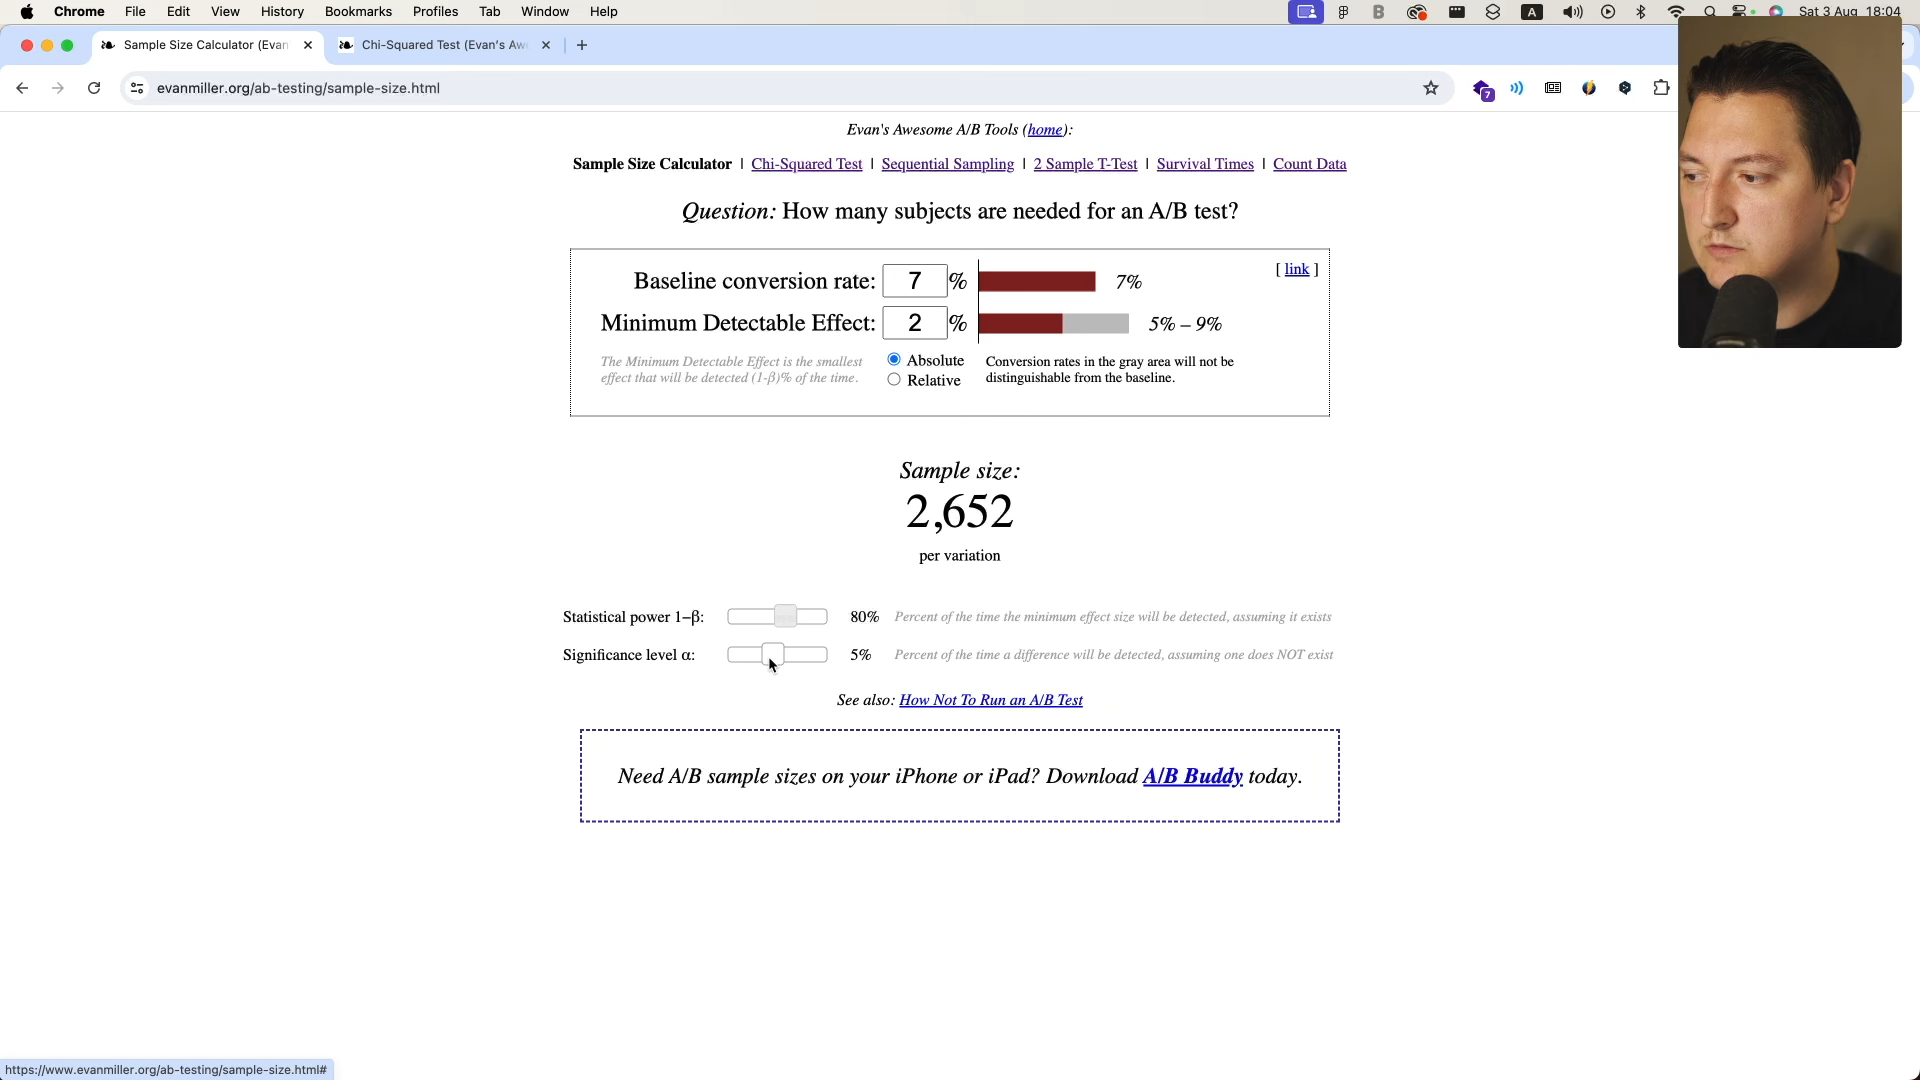 Chrome File Edit View History Bookmarks Profiles Tab Window Help B A Sat 3 Aug 18:04
Sample Size Calculator (Evan Chi-Squared Test (Evan's Aw
evanmiller.org/ab-testing/sample-size.html 7
Evan's Awesome A/B Tools (home):
Sample Size Calculator | Chi-Squared Test | Sequential Sampling | 2 Sample T-Test | Survival Times | Count Data
Question: How many subjects are needed for an A/B test?
[ link ]
Baseline conversion rate: 7 % 7%
Minimum Detectable Effect: 2 % 5% – 9%
The Minimum Detectable Effect is the smallest
effect that will be detected (1-β)% of the time.
Absolute
Relative
Conversion rates in the gray area will not be
distinguishable from the baseline.
Sample size:
2,652
per variation
Statistical power 1−β: 80% Percent of the time the minimum effect size will be detected, assuming it exists
Significance level α: 5% Percent of the time a difference will be detected, assuming one does NOT exist
See also: How Not To Run an A/B Test
Need A/B sample sizes on your iPhone or iPad? Download A/B Buddy today.
https://www.evanmiller.org/ab-testing/sample-size.html#